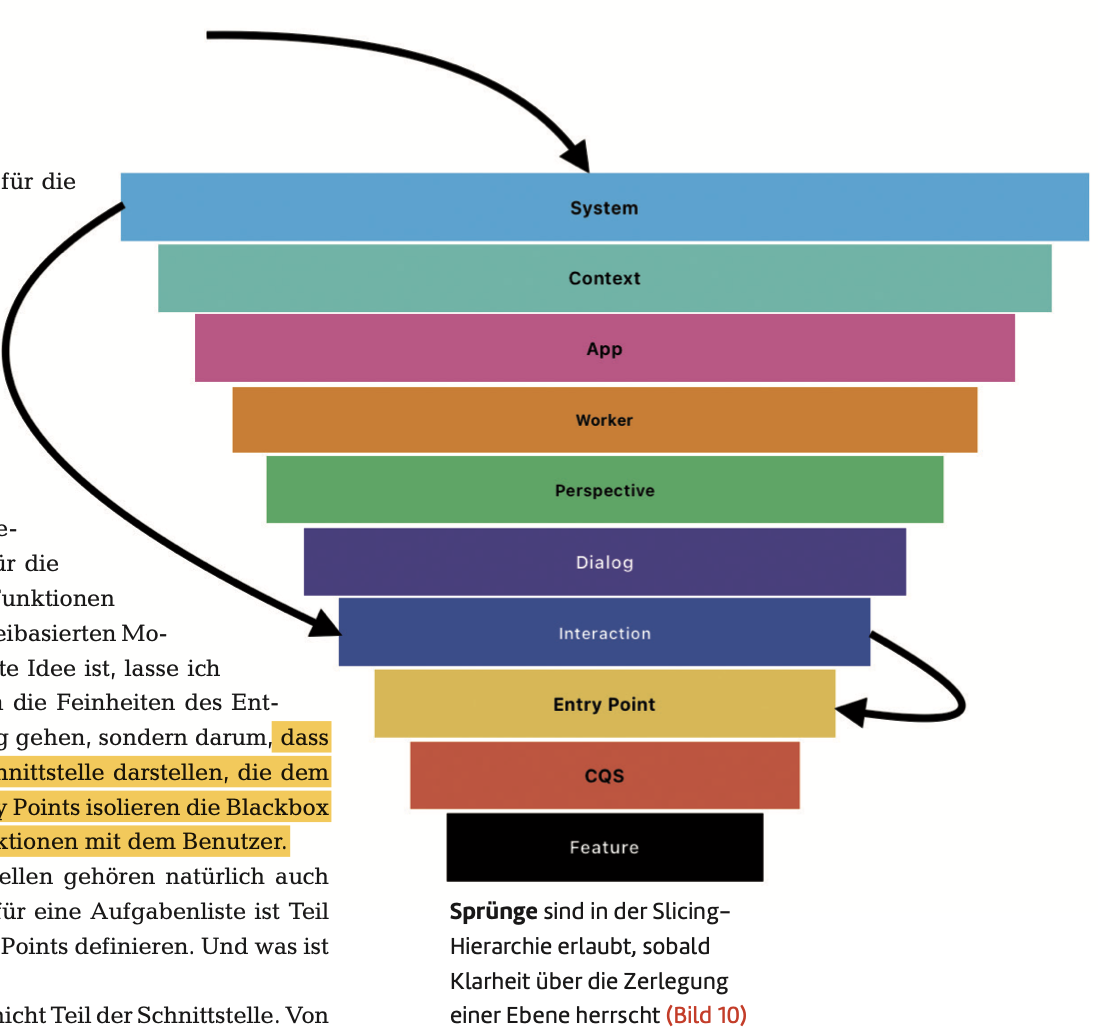 für die
System
Context
App
Worker
Perspective
Dialog
Interaction
Entry Point
CQS
Feature
e-
ür die
unktionen
eibasierten Mo-
te Idee ist, lasse ich
die Feinheiten des Ent-
g gehen, sondern darum, dass
hnittstelle darstellen, die dem
y Points isolieren die Blackbox
ktionen mit dem Benutzer.
ellen gehören natürlich auch
für eine Aufgabenliste ist Teil
Points definieren. Und was ist
nicht Teil der Schnittstelle. Von
Sprünge sind in der Slicing-
Hierarchie erlaubt, sobald
Klarheit über die Zerlegung
einer Ebene herrscht (Bild 10)